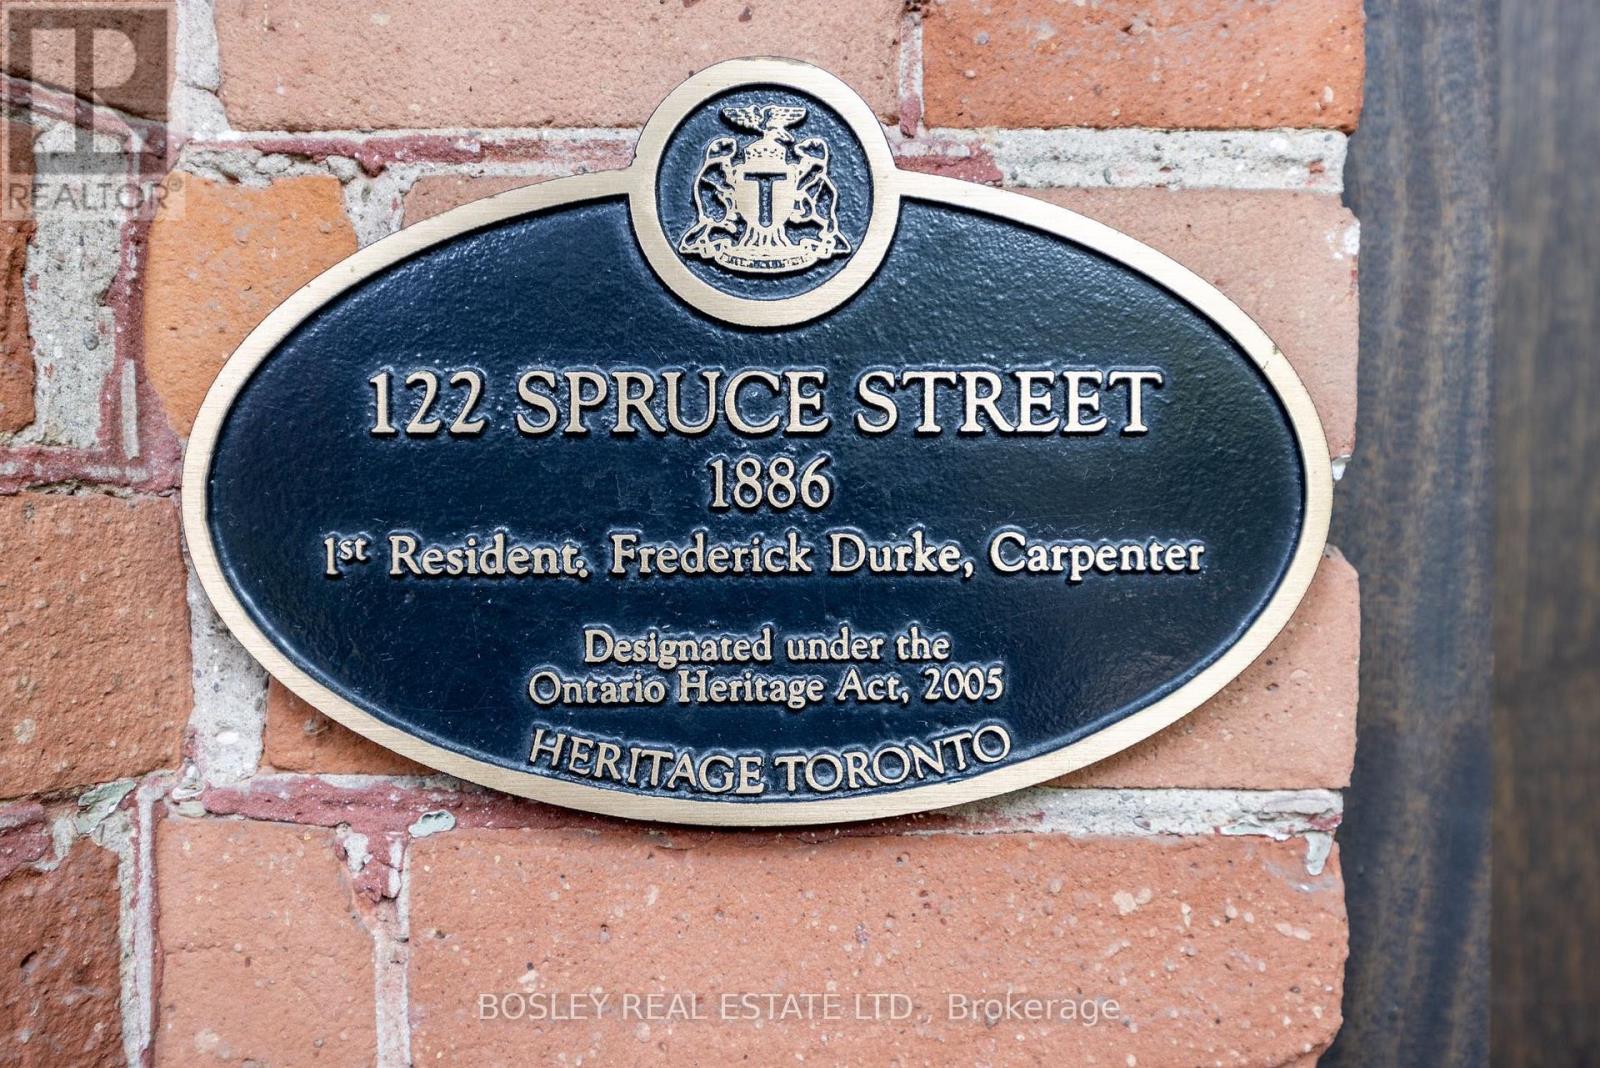 REALTOR®
T
122 SPRUCE STREET
1886
1st Resident. Frederick Durke, Carpenter
Designated under the
Ontario Heritage Act, 2005
HERITAGE TORONTO
BOSLEY REAL ESTATE LTD., Brokerage